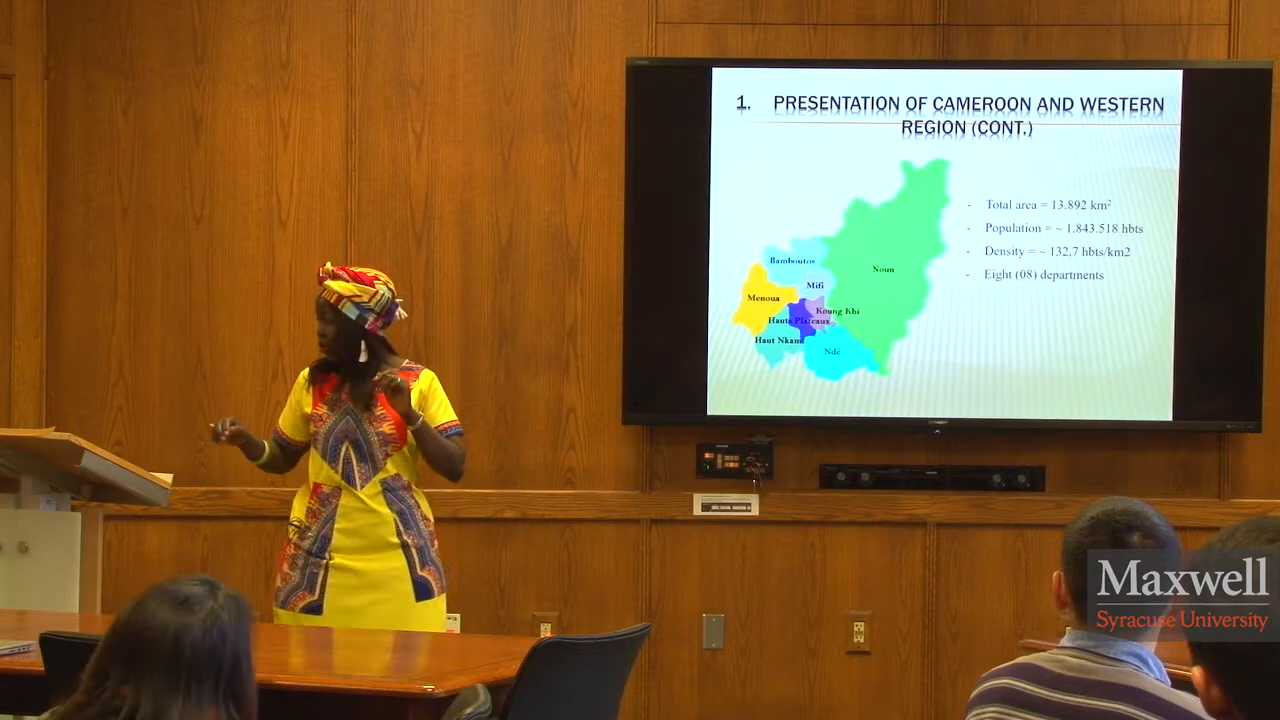 1. PRESENTATION OF CAMEROON AND WESTERN
REGION (CONT.)
- Total area = 13.892 km²
- Population = ~ 1.843.518 hbts
- Density = ~ 132,7 hbts/km2
- Eight (08) departments
Noun
Bamboutos
Mifi
Menoua
Koung Khi
Hauts Plateaux
Haut Nkam
Ndé
Maxwell
Syracuse University